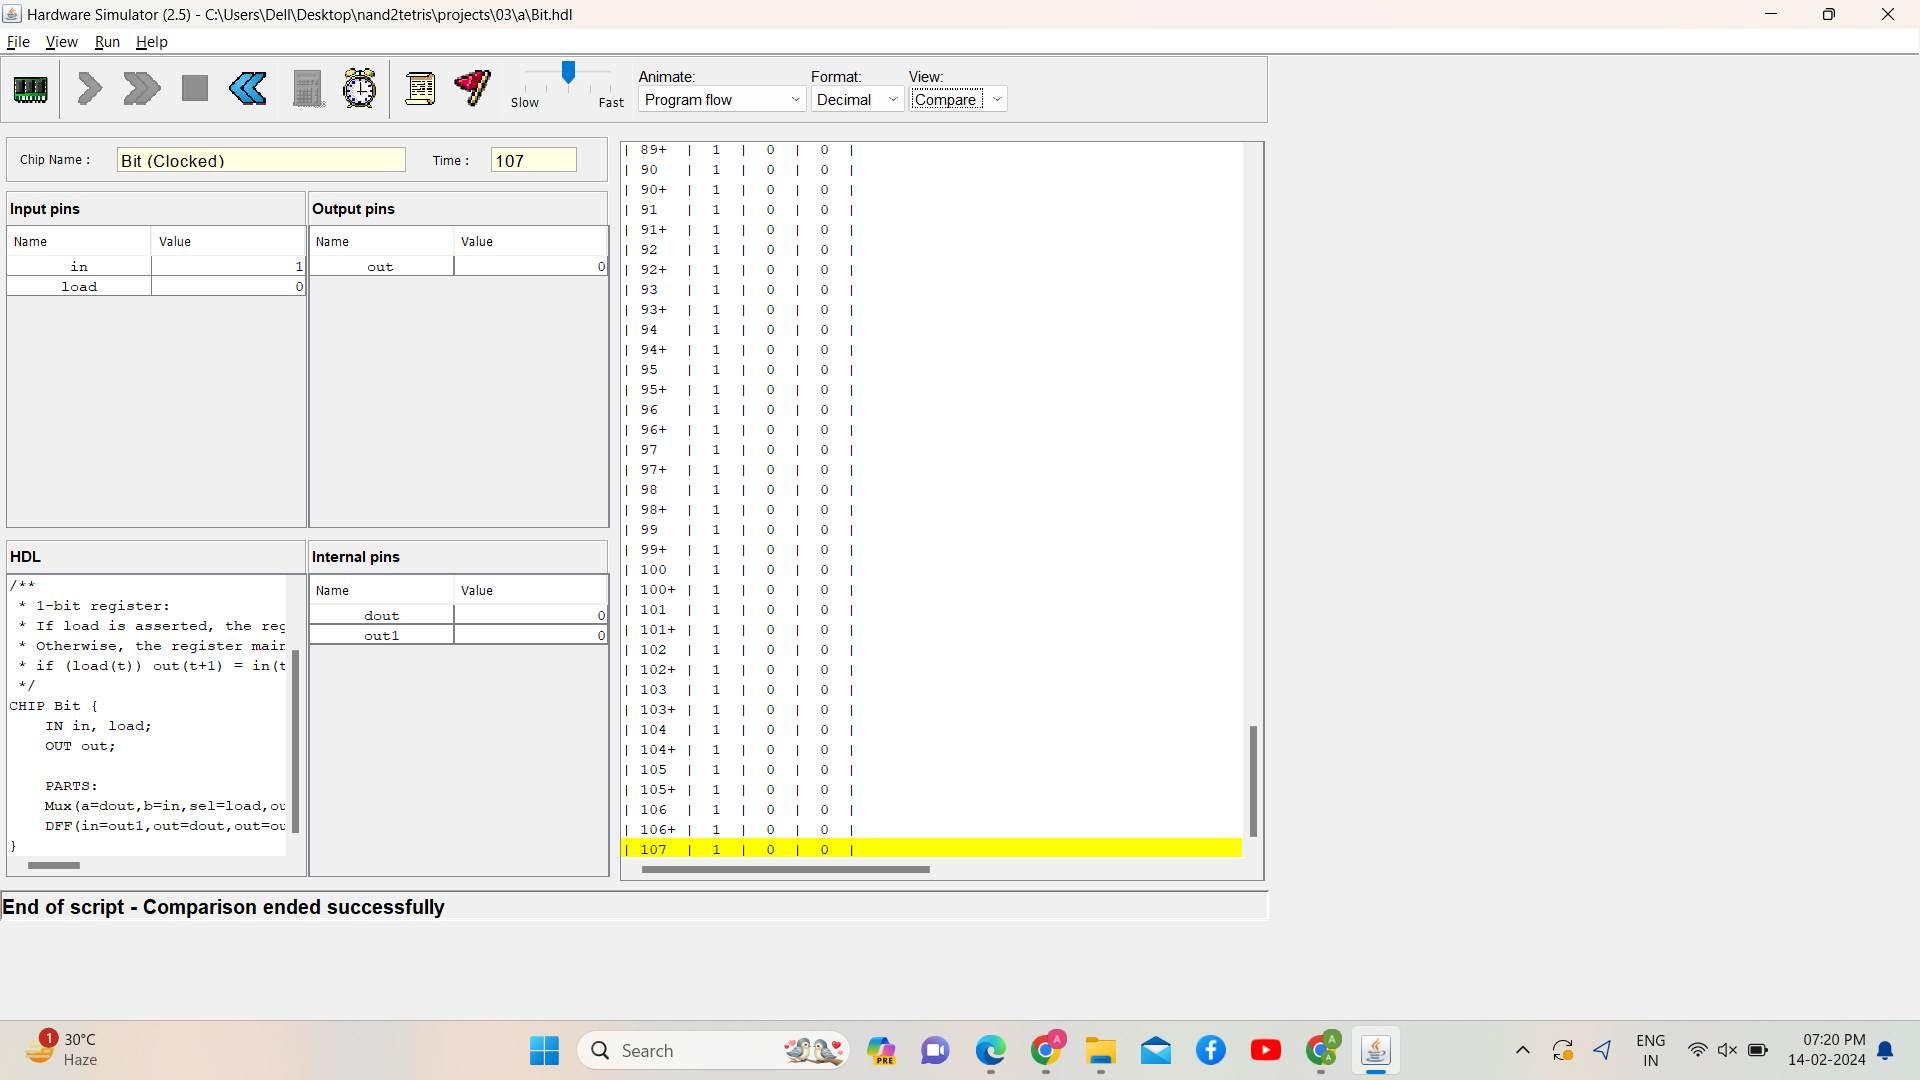 Hardware Simulator (2.5) - C:\Users\Dell\Desktop\nand2tetris\projects\03\a\Bit.hdl
File View Run Help
Slow Fast
Animate: Format: View:
Program flow Decimal Compare
Chip Name : Bit (Clocked) Time : 107
Input pins
Name Value
in 1
load 0
Output pins
Name Value
out 0
HDL
/**
* 1-bit register:
* If load is asserted, the reg
* Otherwise, the register main
* if (load(t)) out(t+1) = in(t
*/
CHIP Bit {
IN in, load;
OUT out;
PARTS:
Mux(a=dout,b=in,sel=load,ou
DFF(in=out1,out=dout,out=ou
}
Internal pins
Name Value
dout 0
out1 0
| 89+ | 1 | 0 | 0 |
| 90 | 1 | 0 | 0 |
| 90+ | 1 | 0 | 0 |
| 91 | 1 | 0 | 0 |
| 91+ | 1 | 0 | 0 |
| 92 | 1 | 0 | 0 |
| 92+ | 1 | 0 | 0 |
| 93 | 1 | 0 | 0 |
| 93+ | 1 | 0 | 0 |
| 94 | 1 | 0 | 0 |
| 94+ | 1 | 0 | 0 |
| 95 | 1 | 0 | 0 |
| 95+ | 1 | 0 | 0 |
| 96 | 1 | 0 | 0 |
| 96+ | 1 | 0 | 0 |
| 97 | 1 | 0 | 0 |
| 97+ | 1 | 0 | 0 |
| 98 | 1 | 0 | 0 |
| 98+ | 1 | 0 | 0 |
| 99 | 1 | 0 | 0 |
| 99+ | 1 | 0 | 0 |
| 100 | 1 | 0 | 0 |
| 100+ | 1 | 0 | 0 |
| 101 | 1 | 0 | 0 |
| 101+ | 1 | 0 | 0 |
| 102 | 1 | 0 | 0 |
| 102+ | 1 | 0 | 0 |
| 103 | 1 | 0 | 0 |
| 103+ | 1 | 0 | 0 |
| 104 | 1 | 0 | 0 |
| 104+ | 1 | 0 | 0 |
| 105 | 1 | 0 | 0 |
| 105+ | 1 | 0 | 0 |
| 106 | 1 | 0 | 0 |
| 106+ | 1 | 0 | 0 |
| 107 | 1 | 0 | 0 |
End of script - Comparison ended successfully
1
30°C
Haze
Search
PRE
A
A
A
ENG
IN
07:20 PM
14-02-2024